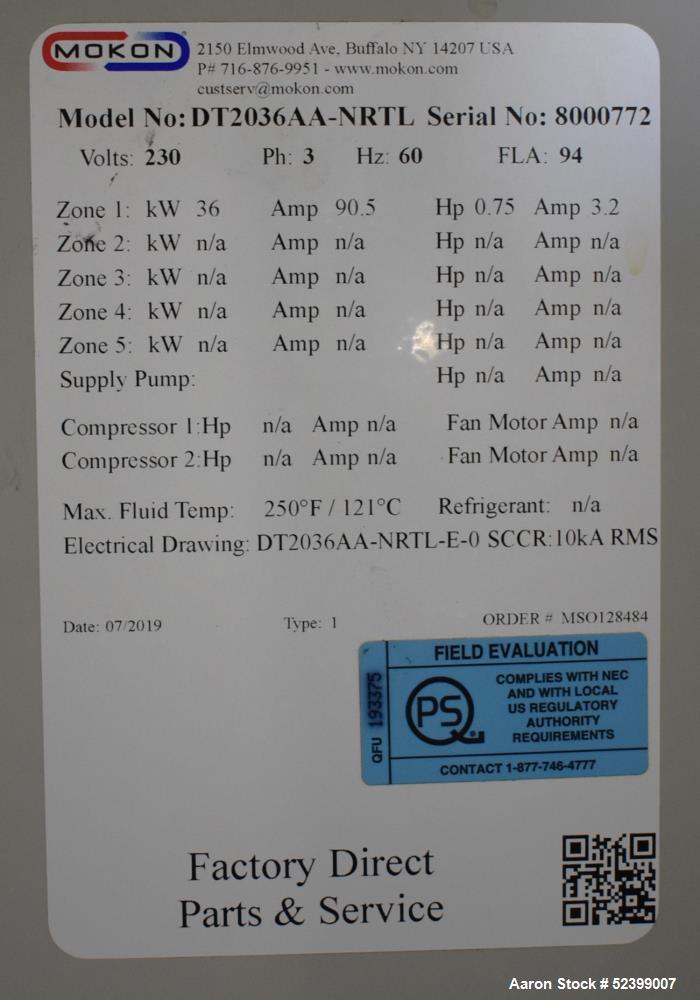 MOKON
2150 Elmwood Ave, Buffalo NY 14207 USA
P# 716-876-9951 - www.mokon.com
custserv@mokon.com
Model No: DT2036AA-NRTL Serial No: 8000772
Volts: 230 Ph: 3 Hz: 60 FLA: 94
Zone 1: kW 36 Amp 90.5 Hp 0.75 Amp 3.2
Zone 2: kW n/a Amp n/a Hp n/a Amp n/a
Zone 3: kW n/a Amp n/a Hp n/a Amp n/a
Zone 4: kW n/a Amp n/a Hp n/a Amp n/a
Zone 5: kW n/a Amp n/a Hp n/a Amp n/a
Supply Pump: Hp n/a Amp n/a
Compressor 1:Hp n/a Amp n/a Fan Motor Amp n/a
Compressor 2:Hp n/a Amp n/a Fan Motor Amp n/a
Max. Fluid Temp: 250°F / 121°C Refrigerant: n/a
Electrical Drawing: DT2036AA-NRTL-E-0 SCCR:10kA RMS
Date: 07/2019 Type: 1 ORDER # MSO128484
FIELD EVALUATION
QFU 193375
PS
COMPLIES WITH NEC
AND WITH LOCAL
US REGULATORY
AUTHORITY
REQUIREMENTS
CONTACT 1-877-746-4777
Factory Direct
Parts & Service
Aaron Stock # 52399007